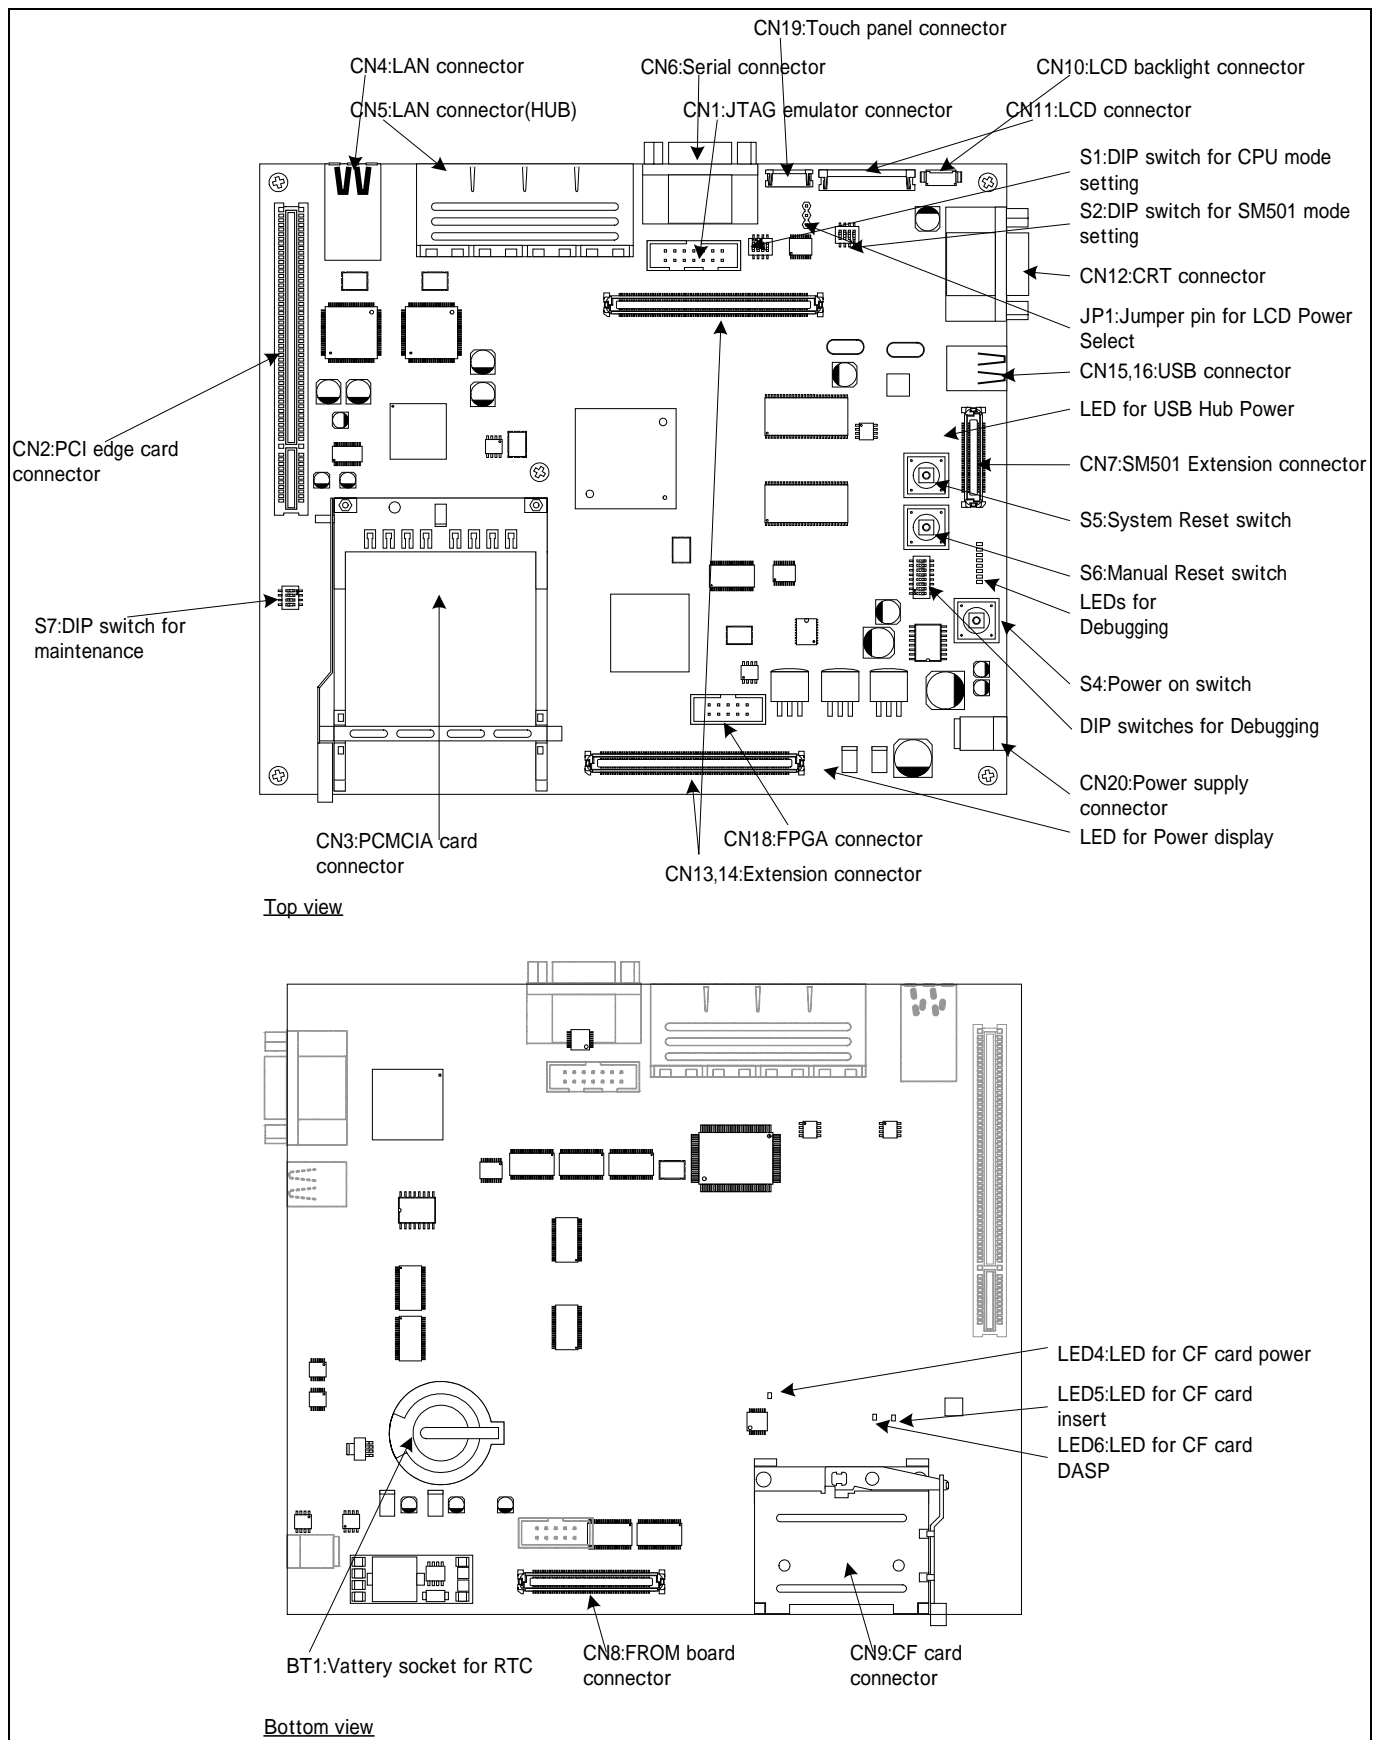 CN19:Touch panel connector
CN4:LAN connector
CN6:Serial connector
CN10:LCD backlight connector
CN5:LAN connector(HUB)
CN1:JTAG emulator connector
CN11:LCD connector
S1:DIP switch for CPU mode
setting
S2:DIP switch for SM501 mode
setting
CN12:CRT connector
JP1:Jumper pin for LCD Power
Select
CN15,16:USB connector
LED for USB Hub Power
CN2:PCI edge card
connector
CN7:SM501 Extension connector
S5:System Reset switch
S6:Manual Reset switch
LEDs for
Debugging
S7:DIP switch for
maintenance
S4:Power on switch
DIP switches for Debugging
CN20:Power supply
connector
CN3:PCMCIA card
connector
CN18:FPGA connector
LED for Power display
CN13,14:Extension connector
Top view
LED4:LED for CF card power
LED5:LED for CF card
insert
LED6:LED for CF card
DASP
BT1:Vattery socket for RTC
CN8:FROM board
connector
CN9:CF card
connector
Bottom view